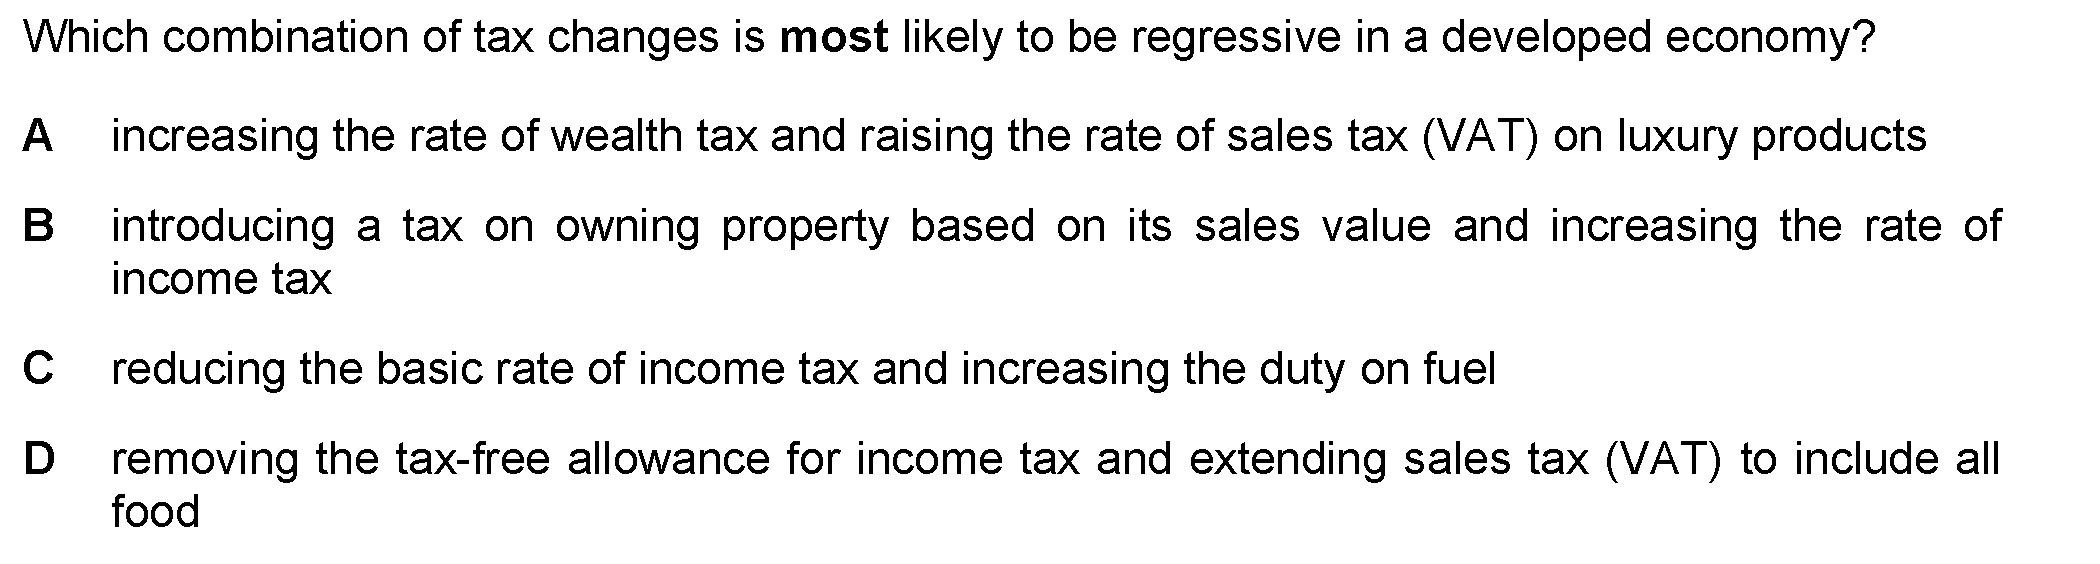 Which combination of tax changes is most likely to be regressive in a developed economy?
A increasing the rate of wealth tax and raising the rate of sales tax (VAT) on luxury products
B introducing a tax on owning property based on its sales value and increasing the rate of
income tax
C reducing the basic rate of income tax and increasing the duty on fuel
D removing the tax-free allowance for income tax and extending sales tax (VAT) to include all
food